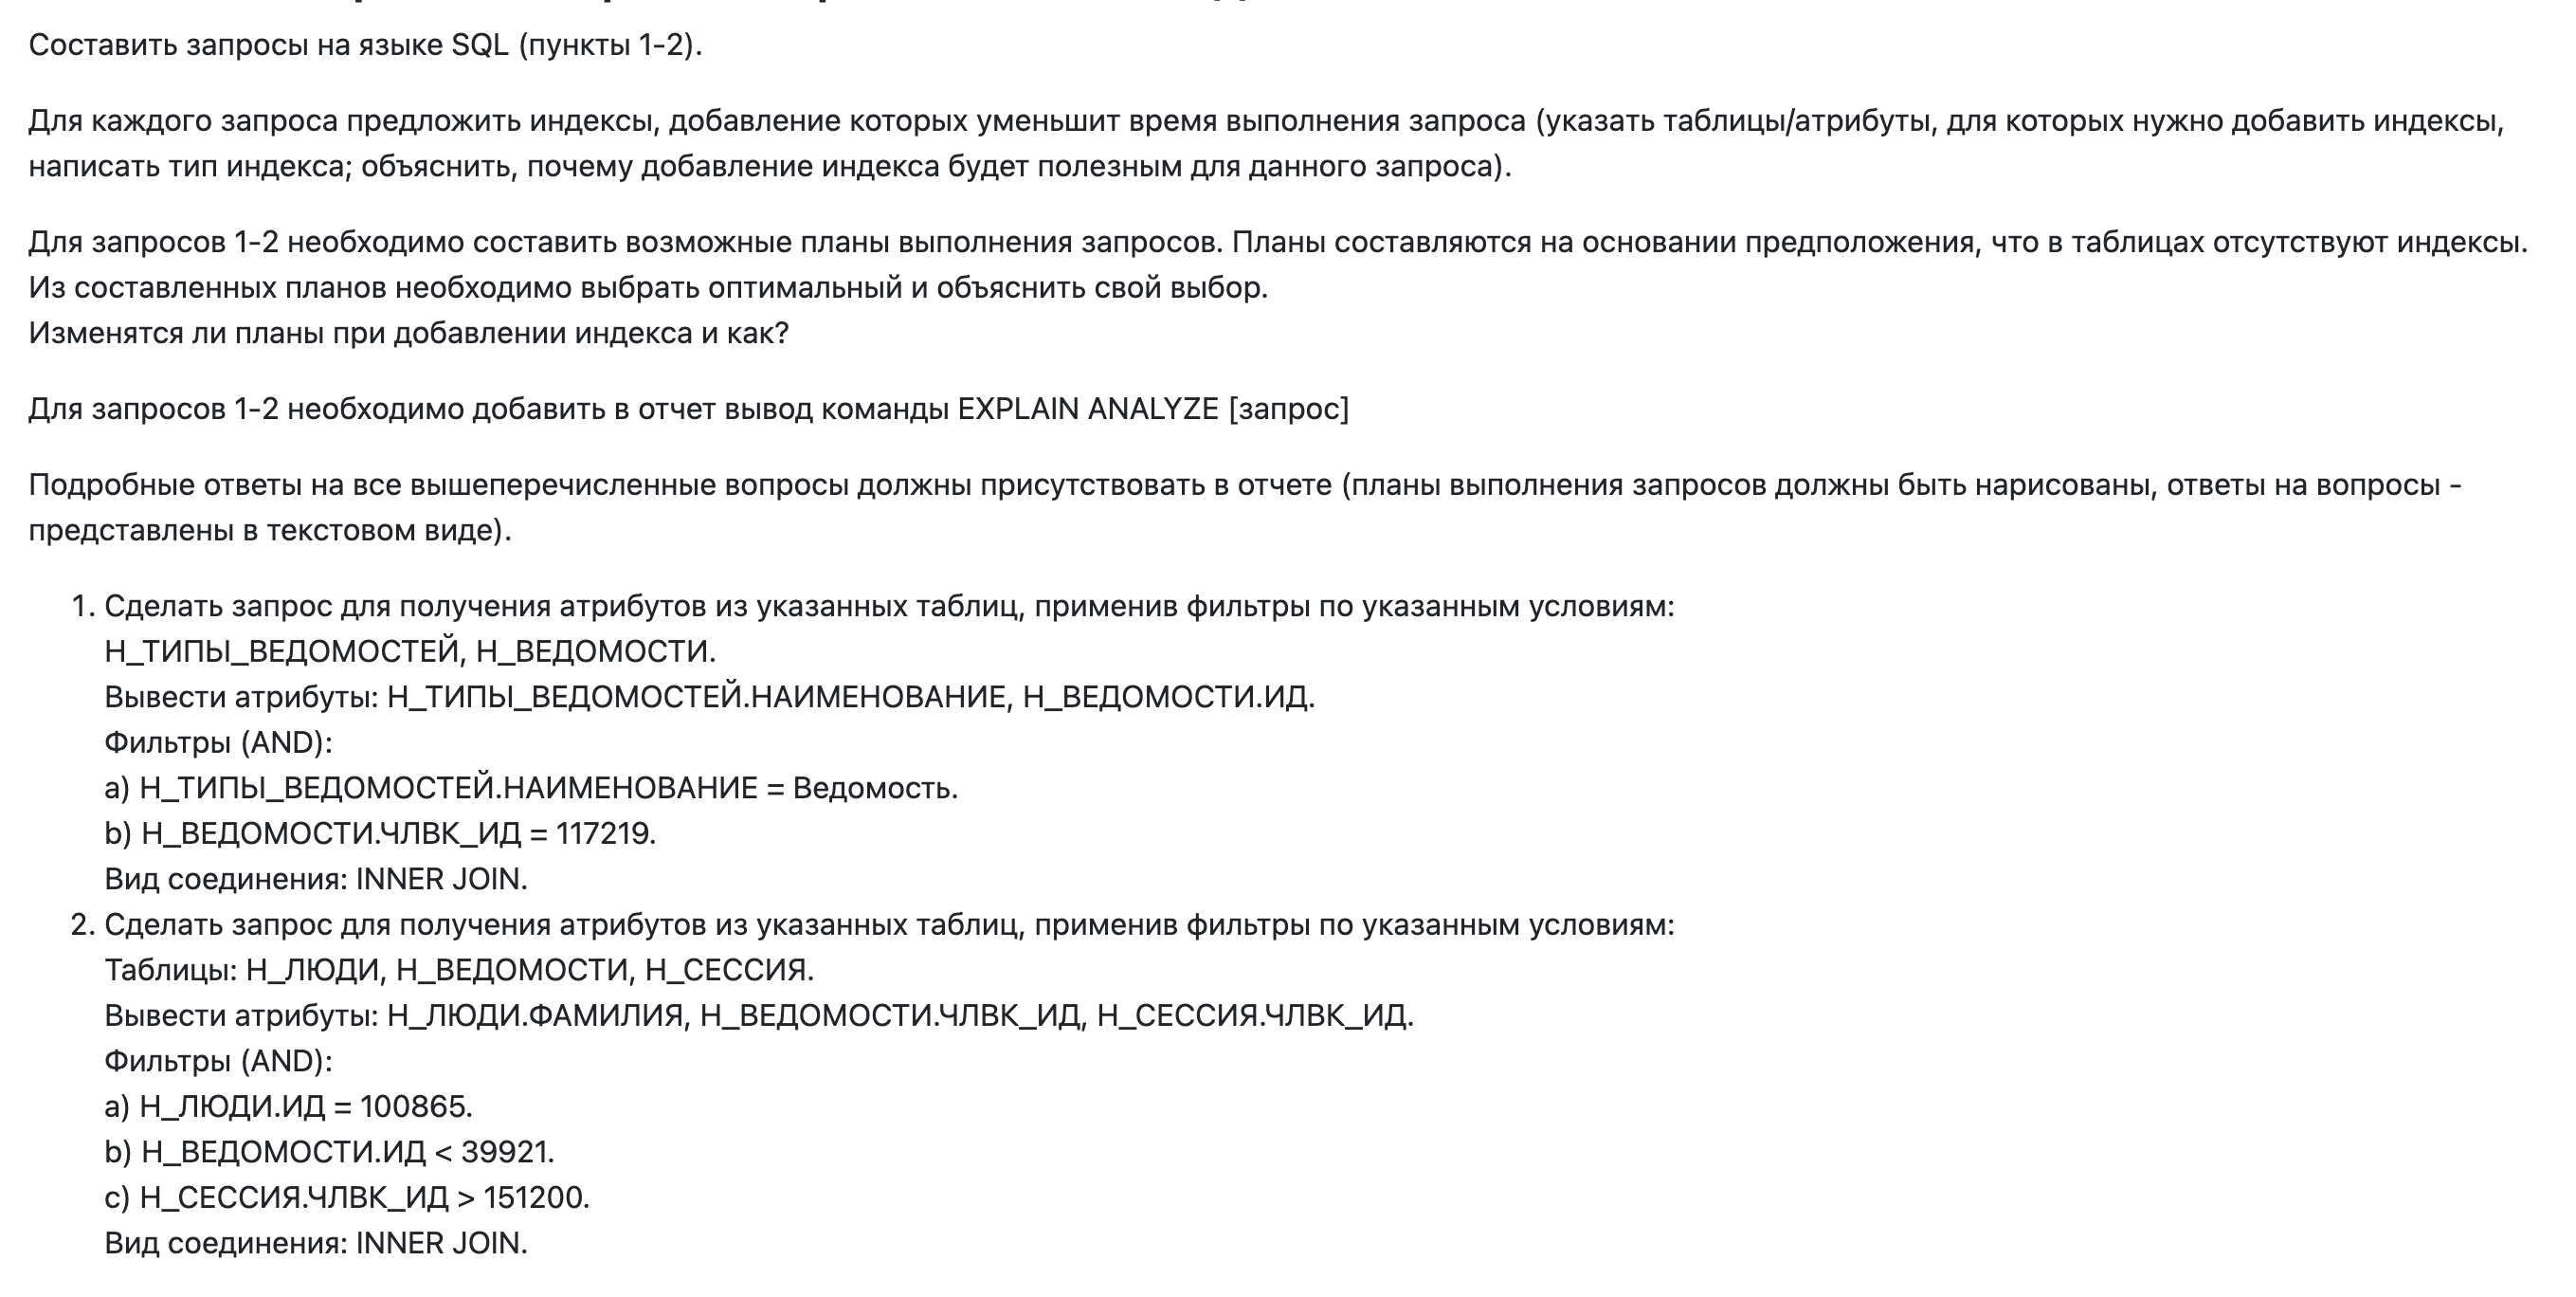 Составить запросы на языке SQL (пункты 1-2).
Для каждого запроса предложить индексы, добавление которых уменьшит время выполнения запроса (указать таблицы/атрибуты, для которых нужно добавить индексы,
написать тип индекса; объяснить, почему добавление индекса будет полезным для данного запроса).
Для запросов 1-2 необходимо составить возможные планы выполнения запросов. Планы составляются на основании предположения, что в таблицах отсутствуют индексы.
Из составленных планов необходимо выбрать оптимальный и объяснить свой выбор.
Изменятся ли планы при добавлении индекса и как?
Для запросов 1-2 необходимо добавить в отчет вывод команды EXPLAIN ANALYZE [запрос]
Подробные ответы на все вышеперечисленные вопросы должны присутствовать в отчете (планы выполнения запросов должны быть нарисованы, ответы на вопросы -
представлены в текстовом виде).
1. Сделать запрос для получения атрибутов из указанных таблиц, применив фильтры по указанным условиям:
Н_ТИПЫ_ВЕДОМОСТЕЙ, Н_ВЕДОМОСТИ.
Вывести атрибуты: Н_ТИПЫ_ВЕДОМОСТЕЙ.НАИМЕНОВАНИЕ, Н_ВЕДОМОСТИ.ИД.
Фильтры (AND):
a) Н_ТИПЫ_ВЕДОМОСТЕЙ.НАИМЕНОВАНИЕ = Ведомость.
b) Н_ВЕДОМОСТИ.ЧЛВК_ИД = 117219.
Вид соединения: INNER JOIN.
2. Сделать запрос для получения атрибутов из указанных таблиц, применив фильтры по указанным условиям:
Таблицы: Н_ЛЮДИ, Н_ВЕДОМОСТИ, Н_СЕССИЯ.
Вывести атрибуты: Н_ЛЮДИ.ФАМИЛИЯ, Н_ВЕДОМОСТИ.ЧЛВК_ИД, Н_СЕССИЯ.ЧЛВК_ИД.
Фильтры (AND):
a) Н_ЛЮДИ.ИД = 100865.
b) Н_ВЕДОМОСТИ.ИД < 39921.
c) Н_СЕССИЯ.ЧЛВК_ИД > 151200.
Вид соединения: INNER JOIN.